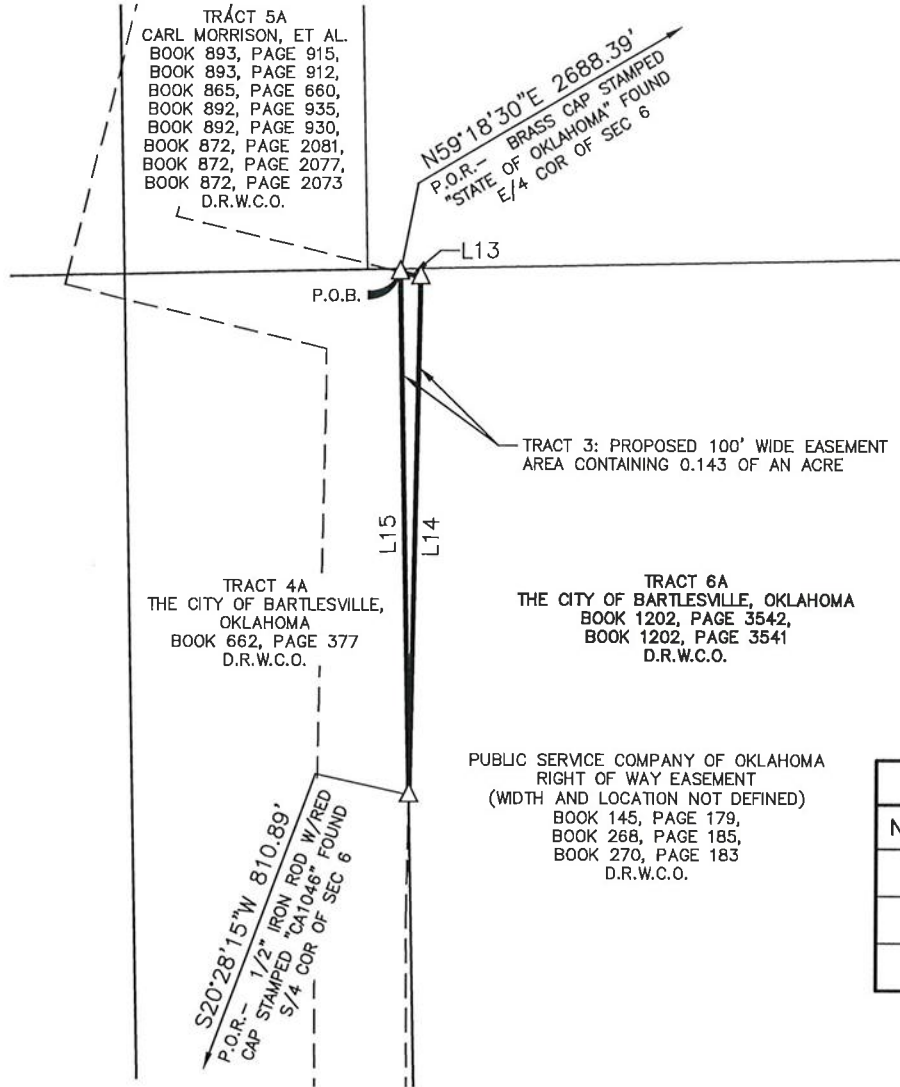 TRACT 5A
CARL MORRISON, ET AL.
BOOK 893, PAGE 915,
BOOK 893, PAGE 912,
BOOK 865, PAGE 660,
BOOK 892, PAGE 935,
BOOK 892, PAGE 930,
BOOK 872, PAGE 2081,
BOOK 872, PAGE 2077,
BOOK 872, PAGE 2073
D.R.W.C.O.
N59°18'30"E 2688.39'
P.O.R.- BRASS CAP STAMPED
"STATE OF OKLAHOMA" FOUND
E/4 COR OF SEC 6
L13
P.O.B.
TRACT 3: PROPOSED 100' WIDE EASEMENT
AREA CONTAINING 0.143 OF AN ACRE
L15
L14
TRACT 4A
THE CITY OF BARTLESVILLE,
OKLAHOMA
BOOK 662, PAGE 377
D.R.W.C.O.
TRACT 6A
THE CITY OF BARTLESVILLE, OKLAHOMA
BOOK 1202, PAGE 3542,
BOOK 1202, PAGE 3541
D.R.W.C.O.
PUBLIC SERVICE COMPANY OF OKLAHOMA
RIGHT OF WAY EASEMENT
(WIDTH AND LOCATION NOT DEFINED)
BOOK 145, PAGE 179,
BOOK 268, PAGE 185,
BOOK 270, PAGE 183
D.R.W.C.O.
S20°28'15"W 810.89'
P.O.R.- 1/2" IRON ROD W/RED
CAP STAMPED "CA1046" FOUND
S/4 COR OF SEC 6
N